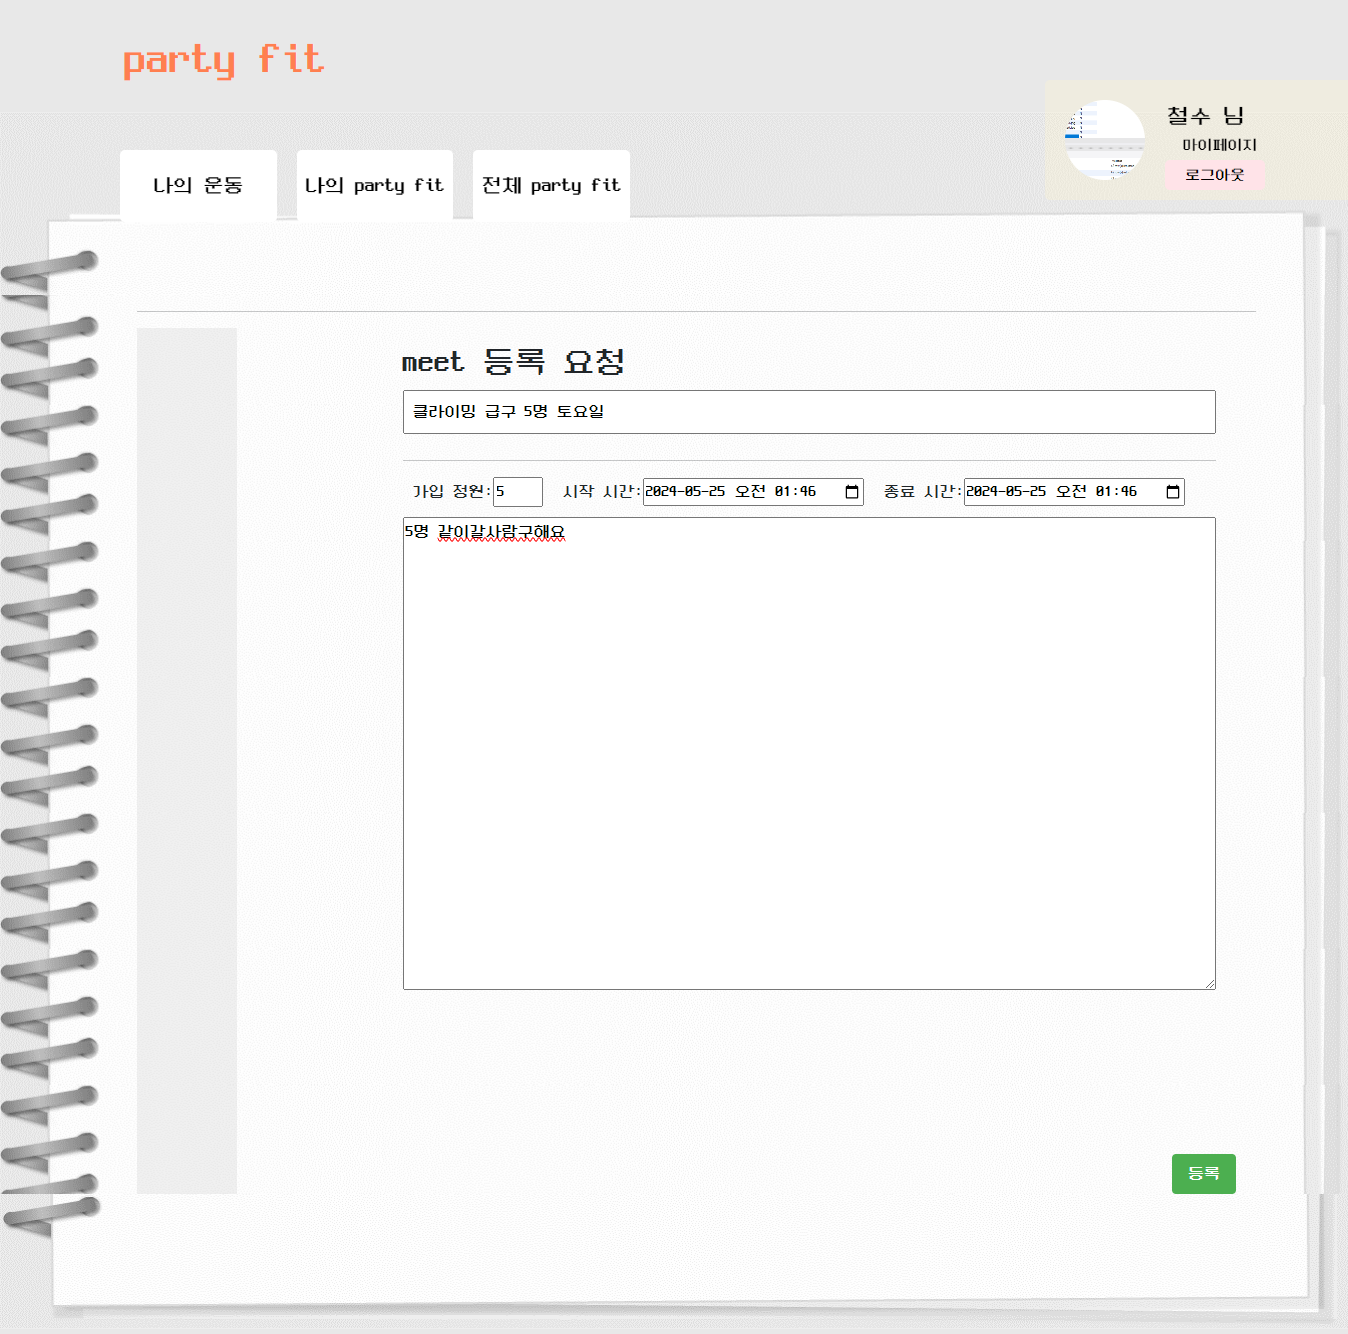 party fit
철수 님
마이페이지
로그아웃
나의 운동
나의 party fit
전체 party fit
meet 등록 요청
클라이밍 급구 5명 토요일
가입 정원:5 시작 시간:2024-05-25 오전 01:46 종료 시간:2024-05-25 오전 01:46
5명 같이갈사람구해요
등록